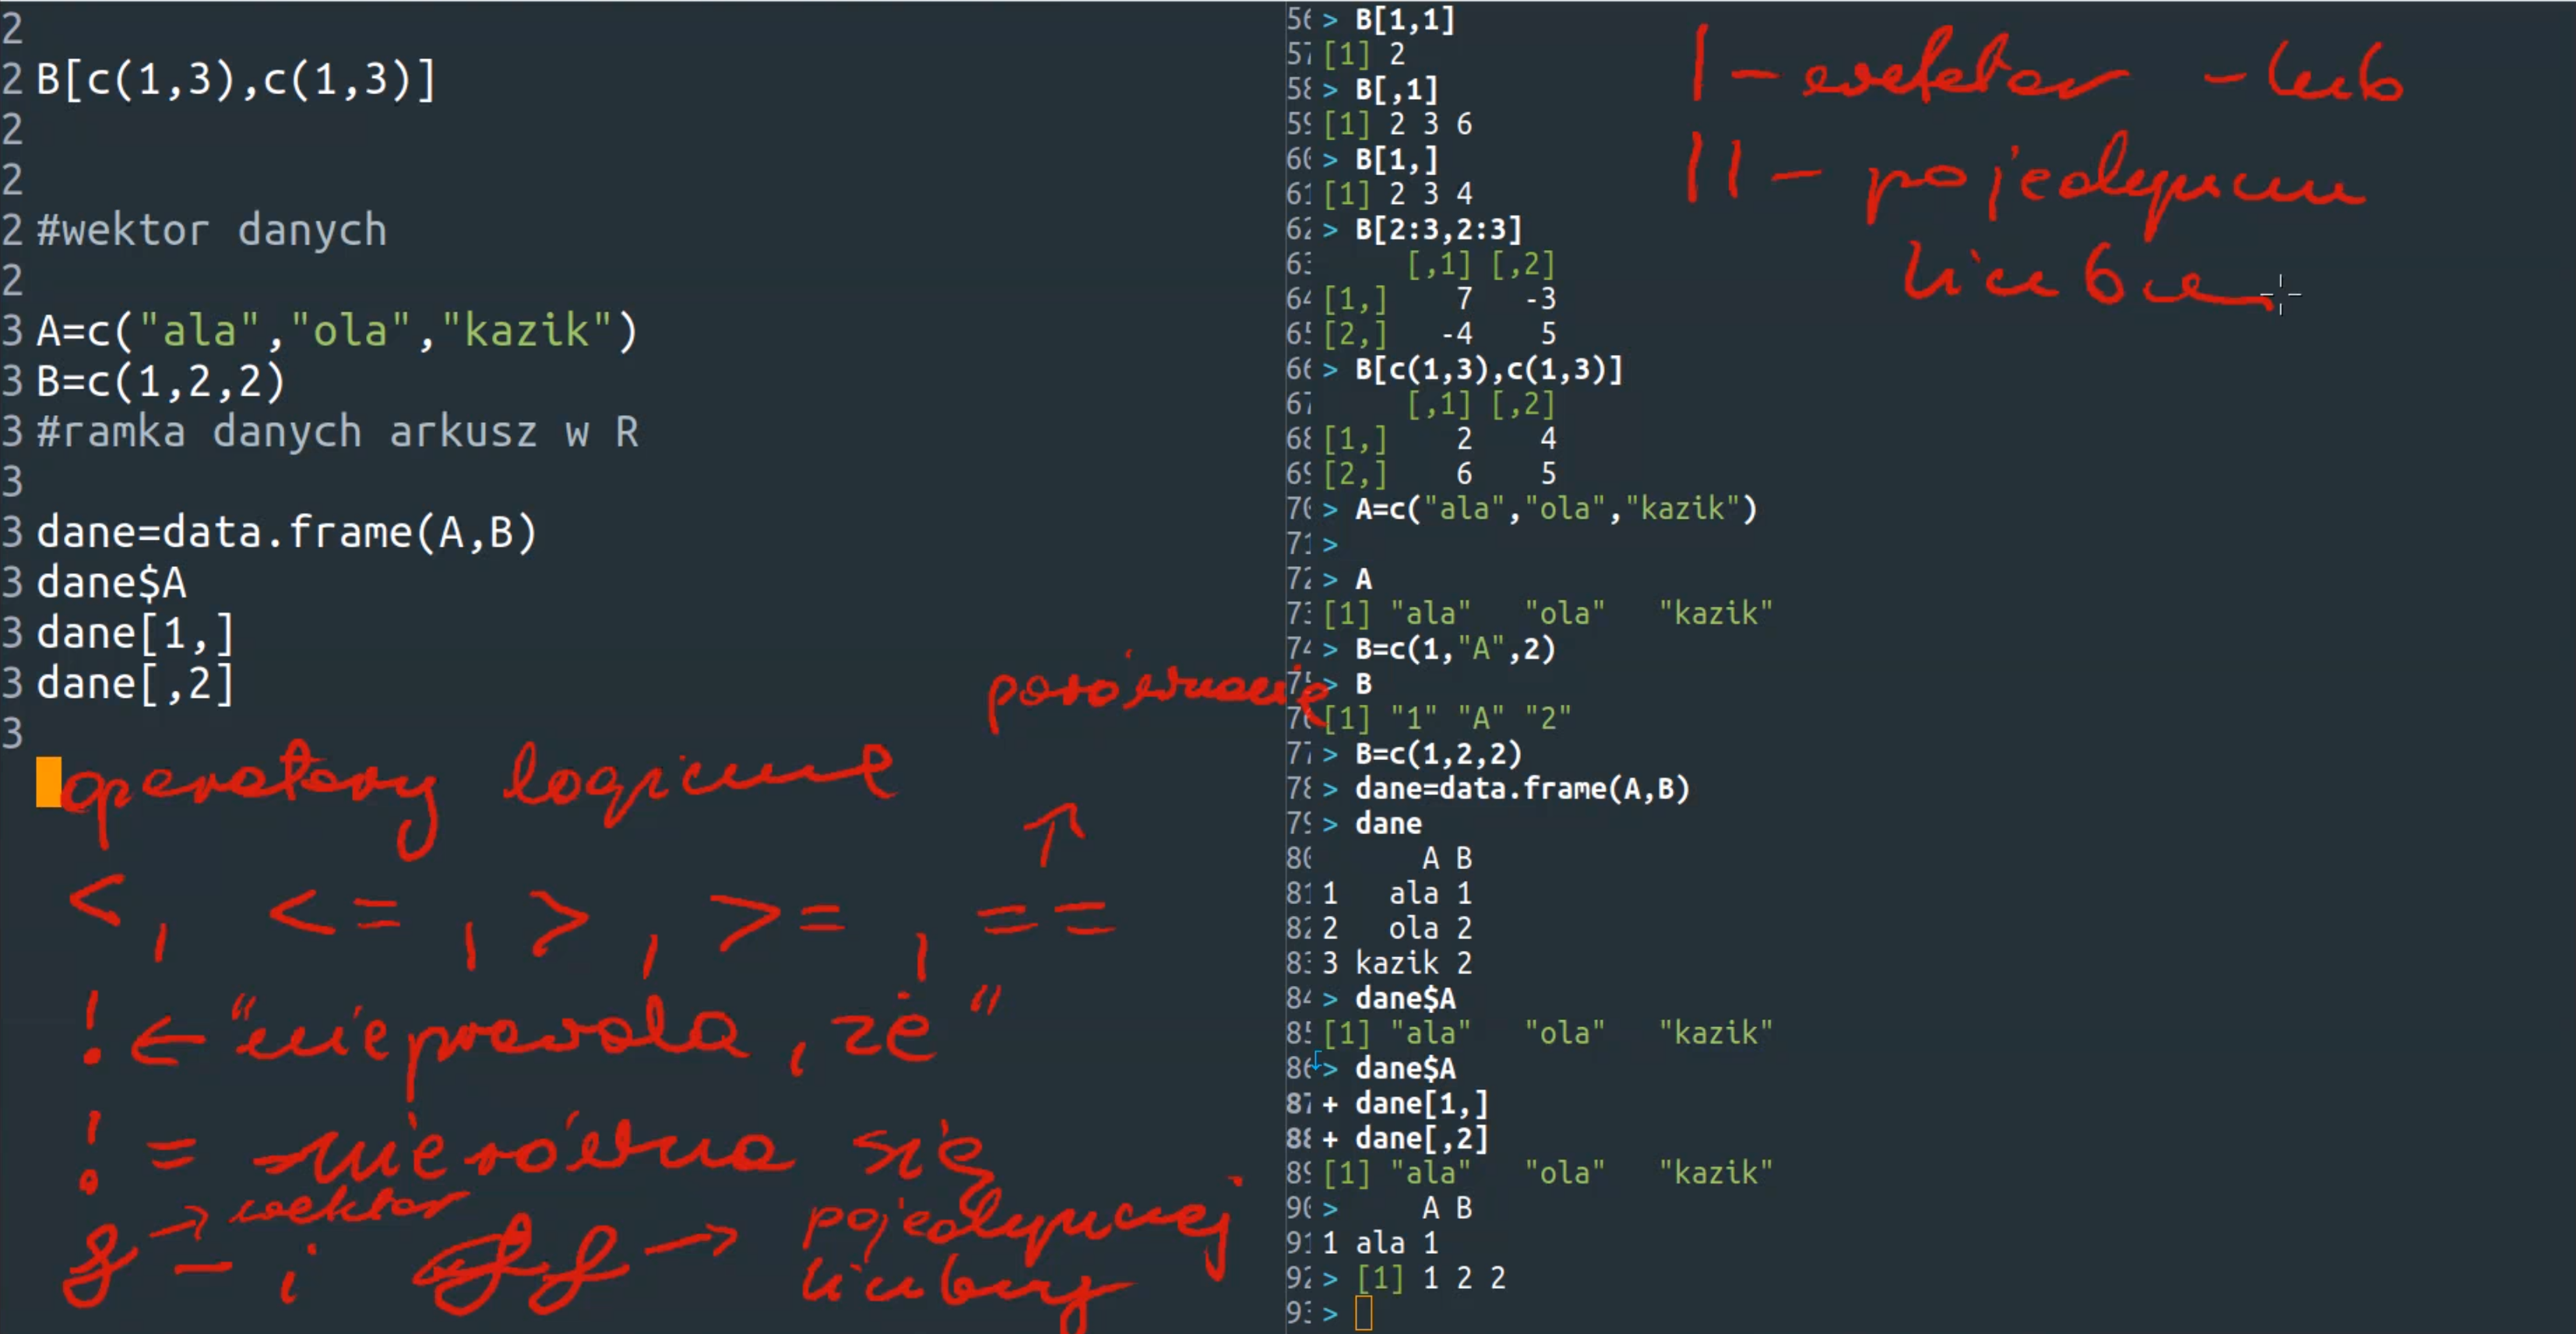 2
2 B[c(1,3),c(1,3)]
2
2
2 #wektor danych
2
3 A=c("ala","ola","kazik")
3 B=c(1,2,2)
3 #ramka danych arkusz w R
3
3 dane=data.frame(A,B)
3 dane$A
3 dane[1,]
3 dane[,2]
3
porównanie
operatory logiczne
↑
<, <=, >, >=, ==
! ← "nieprawda, że"
!= - nierówna się
& → wektor
- i && → pojedynczej
liczby
56 > B[1,1]
57 [1] 2
58 > B[,1]
59 [1] 2 3 6
60 > B[1,]
61 [1] 2 3 4
62 > B[2:3,2:3]
63 [,1] [,2]
64 [1,] 7 -3
65 [2,] -4 5
66 > B[c(1,3),c(1,3)]
67 [,1] [,2]
68 [1,] 2 4
69 [2,] 6 5
70 > A=c("ala","ola","kazik")
71 >
72 > A
73 [1] "ala" "ola" "kazik"
74 > B=c(1,"A",2)
75 > B
76 [1] "1" "A" "2"
77 > B=c(1,2,2)
78 > dane=data.frame(A,B)
79 > dane
80 A B
81 1 ala 1
82 2 ola 2
83 3 kazik 2
84 > dane$A
85 [1] "ala" "ola" "kazik"
86 > dane$A
87 + dane[1,]
88 + dane[,2]
89 [1] "ala" "ola" "kazik"
90 > A B
91 1 ala 1
92 > [1] 1 2 2
93 >
| - wektor - lub
|| - pojedyncza
liczba